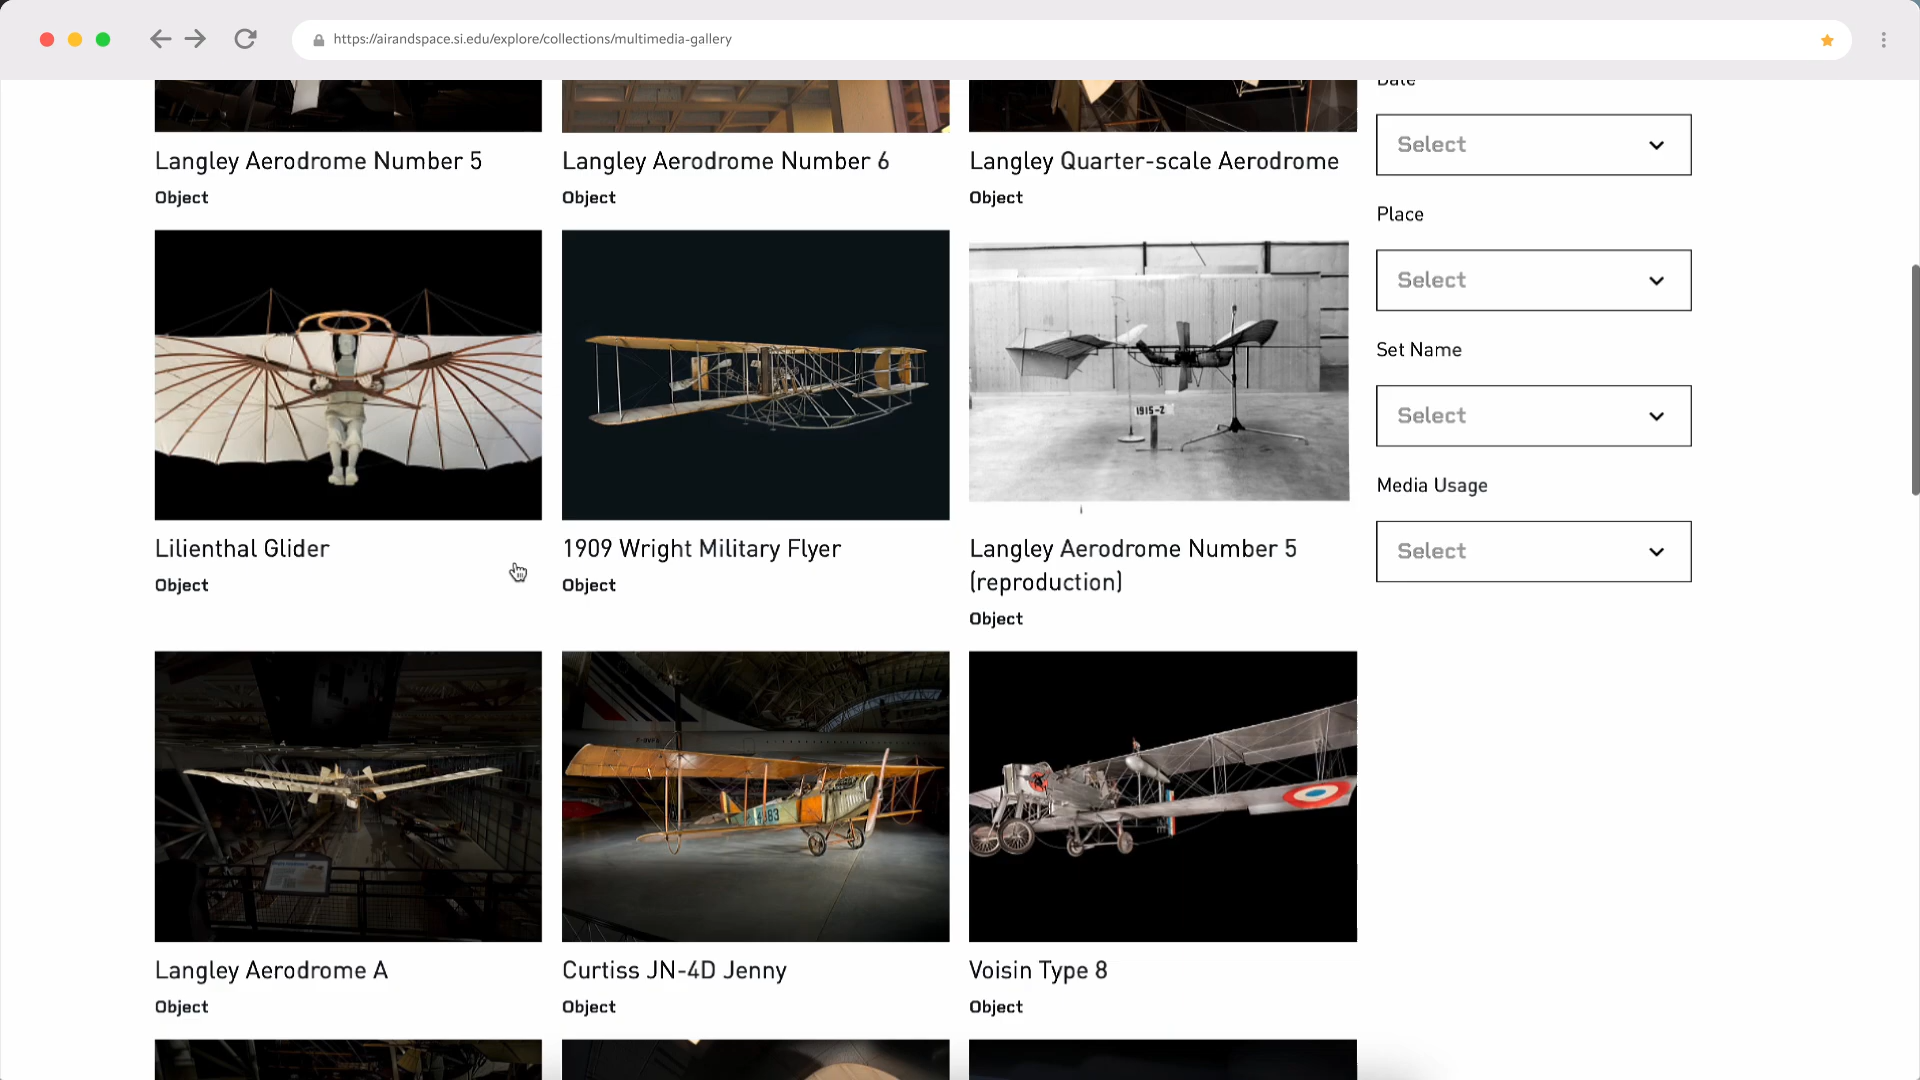 https://airandspace.si.edu/explore/collections/multimedia-gallery
Date
Langley Aerodrome Number 5
Object
Langley Aerodrome Number 6
Object
Langley Quarter-scale Aerodrome
Object
Select
Place
Select
Set Name
Select
Media Usage
Select
1915-2
Lilienthal Glider
Object
1909 Wright Military Flyer
Object
Langley Aerodrome Number 5
(reproduction)
Object
Langley Aerodrome A
Object
Curtiss JN-4D Jenny
Object
Voisin Type 8
Object